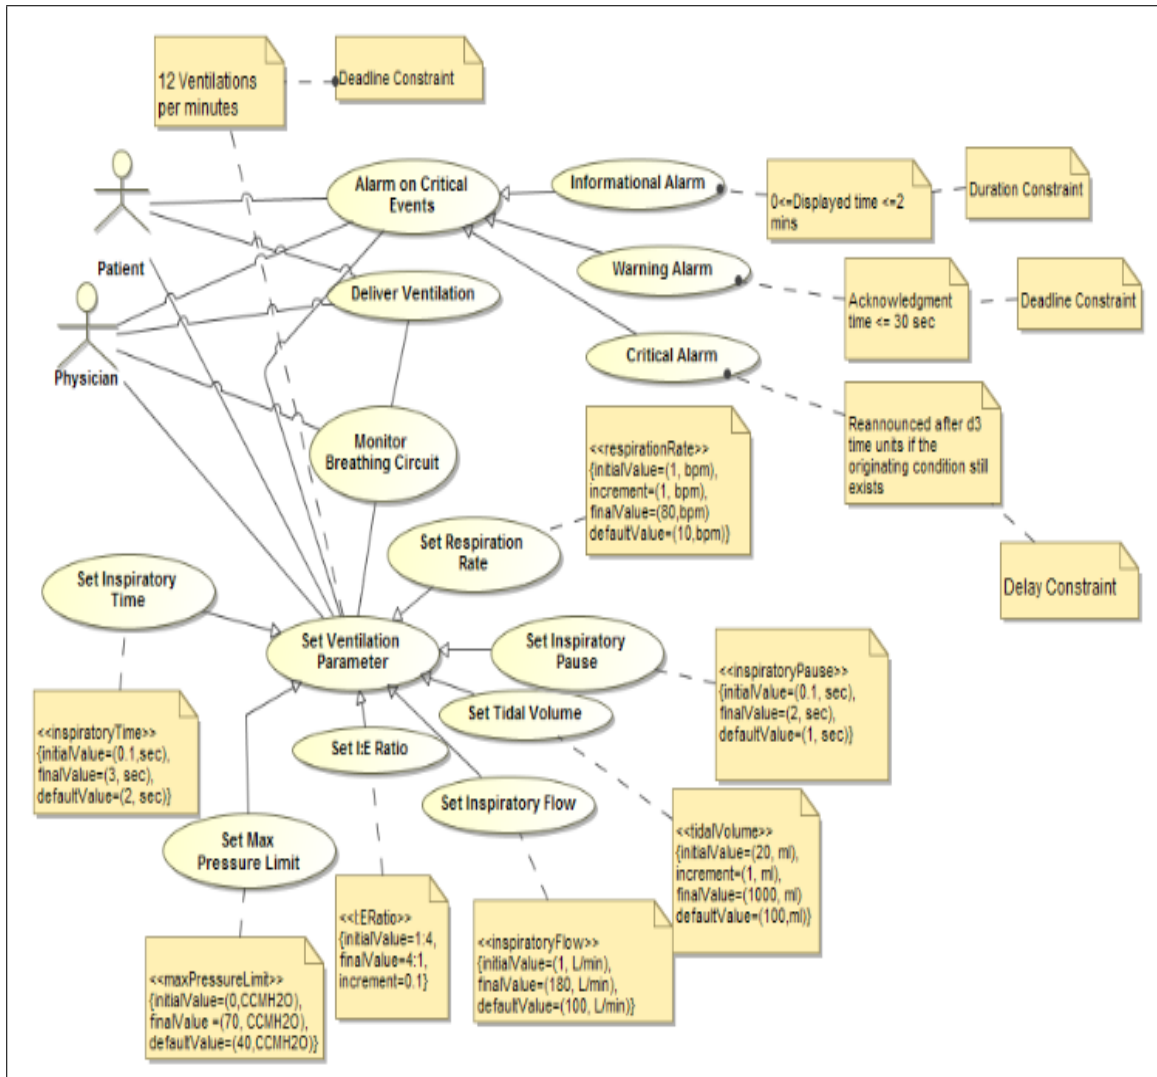 12 Ventilations
per minutes
Deadline Constraint
Alarm on Critical
Events
Informational Alarm
0<=Displayed time <=2
mins
Duration Constraint
Patient
Deliver Ventilation
Warning Alarm
Acknowledgment
time <= 30 sec
Deadline Constraint
Physician
Critical Alarm
Reannounced after d3
time units if the
originating condition still
exists
Delay Constraint
Monitor
Breathing Circuit
<<respirationRate>>
{initialValue=(1, bpm),
increment=(1, bpm),
finalValue=(80,bpm)
defaultValue=(10,bpm)}
Set Respiration
Rate
Set Inspiratory
Time
Set Ventilation
Parameter
Set Inspiratory
Pause
<<inspiratoryPause>>
{initialValue=(0.1, sec),
finalValue=(2, sec),
defaultValue=(1, sec)}
Set Tidal Volume
<<inspiratoryTime>>
{initialValue=(0.1,sec),
finalValue=(3, sec),
defaultValue=(2, sec)}
Set I:E Ratio
Set Inspiratory Flow
Set Max
Pressure Limit
<<tidalVolume>>
{initialValue=(20, ml),
increment=(1, ml),
finalValue=(1000, ml)
defaultValue=(100,ml)}
<<I:ERatio>>
{initialValue=1:4,
finalValue=4:1,
increment=0.1}
<<inspiratoryFlow>>
{initialValue=(1, L/min),
finalValue=(180, L/min),
defaultValue=(100, L/min)}
<<maxPressureLimit>>
{initialValue=(0,CCMH2O),
finalValue =(70, CCMH2O),
defaultValue=(40,CCMH2O)}